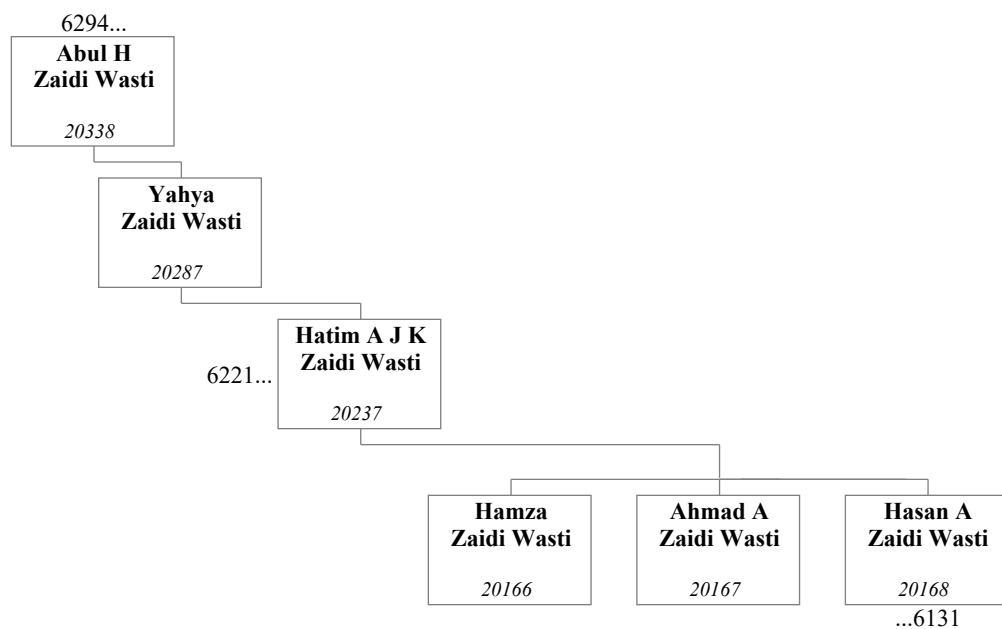 6294...
Abul H
Zaidi Wasti
20338
Yahya
Zaidi Wasti
20287
Hatim A J K
Zaidi Wasti
6221...
20237
Hamza
Zaidi Wasti
20166
Ahmad A
Zaidi Wasti
20167
Hasan A
Zaidi Wasti
20168
...6131